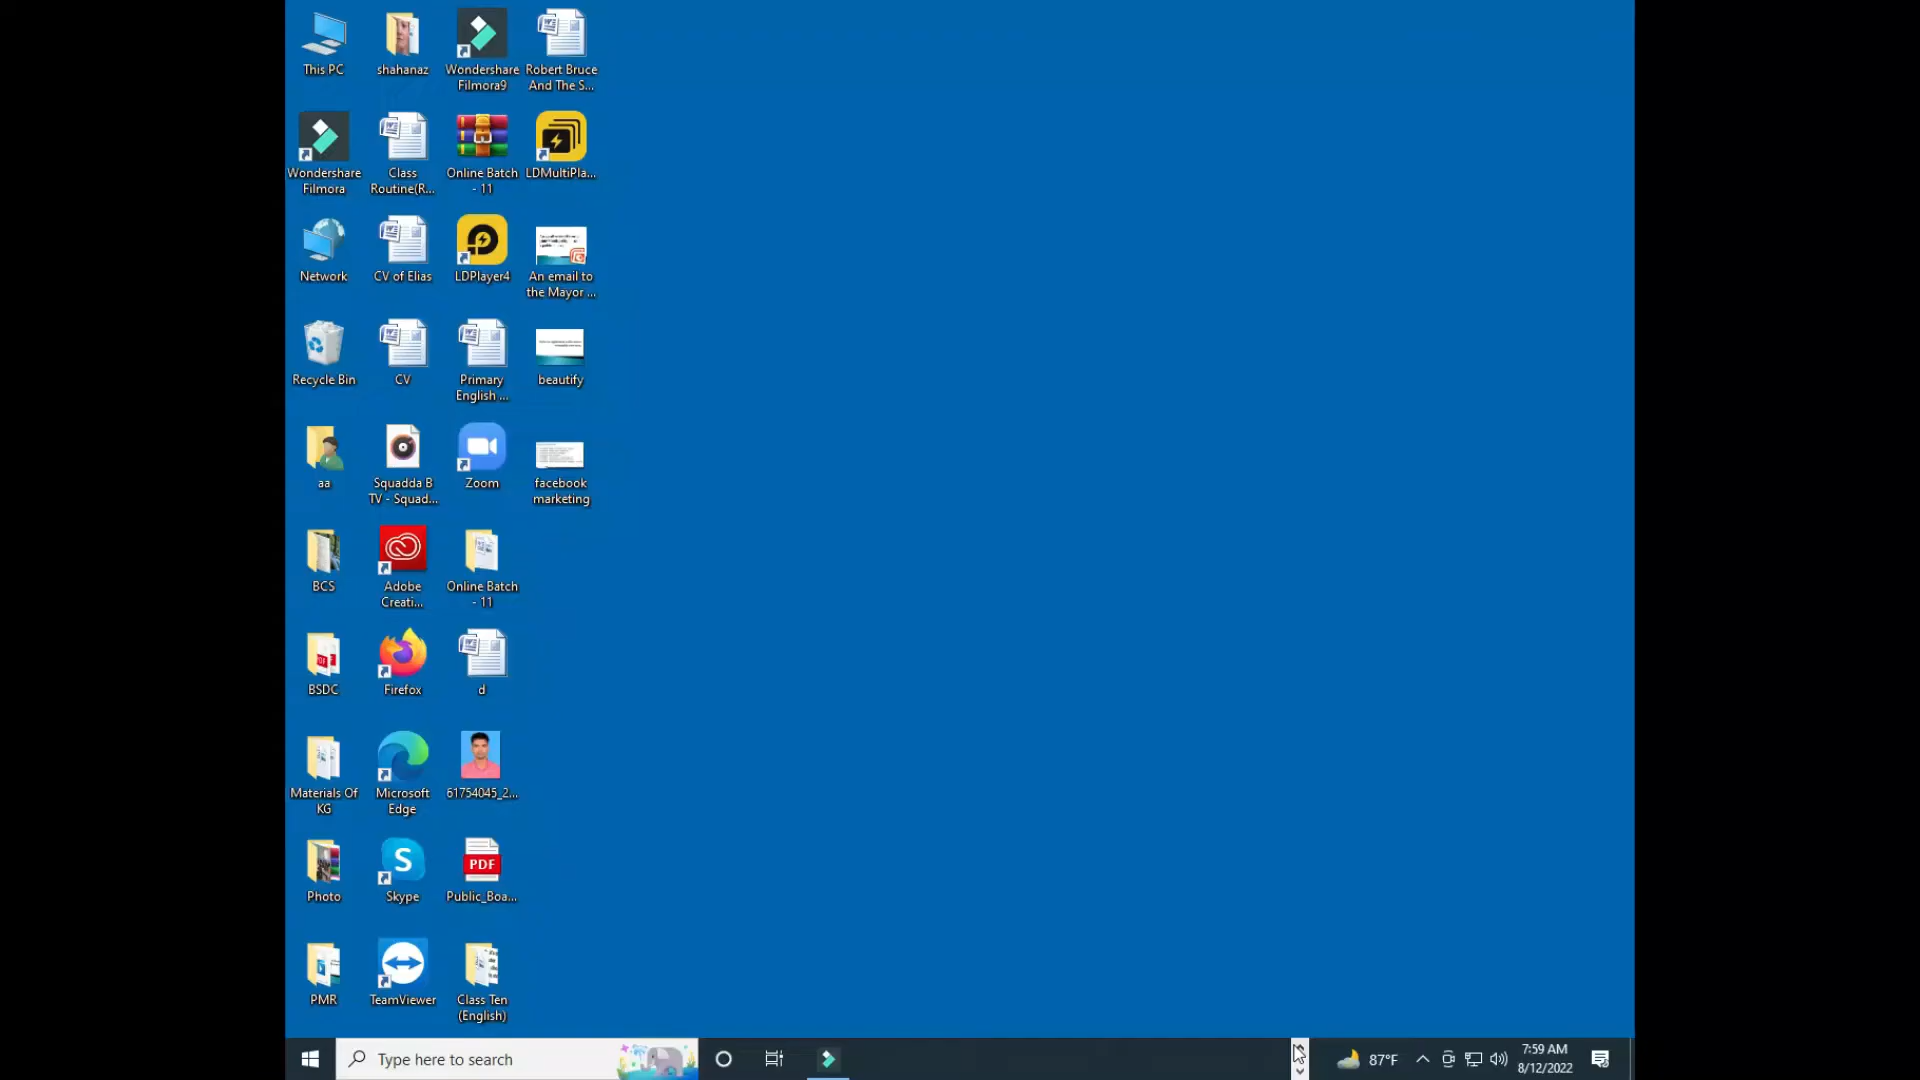 This PC
shahanaz
Wondershare
Filmora9
Robert Bruce
And The S...
Wondershare
Filmora
Class
Routine(R...
Online Batch
- 11
LDMultiPla...
Network
CV of Elias
LDPlayer4
An email to
the Mayor ...
Recycle Bin
CV
Primary
English ...
beautify
aa
Squadda B
TV - Squad...
Zoom
facebook
marketing
BCS
Adobe
Creati...
Online Batch
- 11
BSDC
Firefox
d
Materials Of
KG
Microsoft
Edge
61754045_2...
Photo
Skype
PDF
Public_Boa...
PMR
TeamViewer
Class Ten
(English)
Type here to search
87°F
7:59 AM
8/12/2022